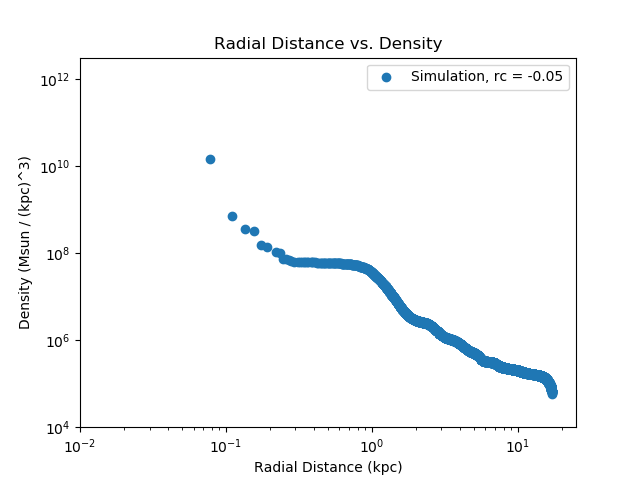 Radial Distance vs. Density
Simulation, rc = -0.05
Density (Msun / (kpc)^3)
10^12
10^10
10^8
10^6
10^4
10^-2
10^-1
10^0
10^1
Radial Distance (kpc)